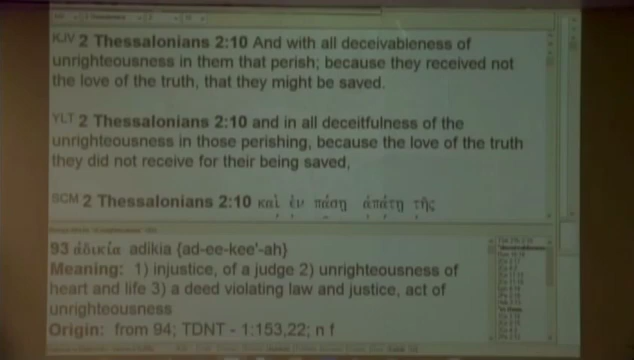 KJV 2 Thessalonians 2:10 And with all deceivableness of
unrighteousness in them that perish; because they received not
the love of the truth, that they might be saved.
YLT 2 Thessalonians 2:10 and in all deceitfulness of the
unrighteousness in those perishing, because the love of the truth
they did not receive for their being saved,
SCM 2 Thessalonians 2:10 καὶ ἐν πάσῃ ἀπάτῃ τῆς
93 ἀδικία adikia {ad-ee-kee'-ah}
Meaning: 1) injustice, of a judge 2) unrighteousness of
heart and life 3) a deed violating law and justice, act of
unrighteousness
Origin: from 94; TDNT - 1:153,22; n f